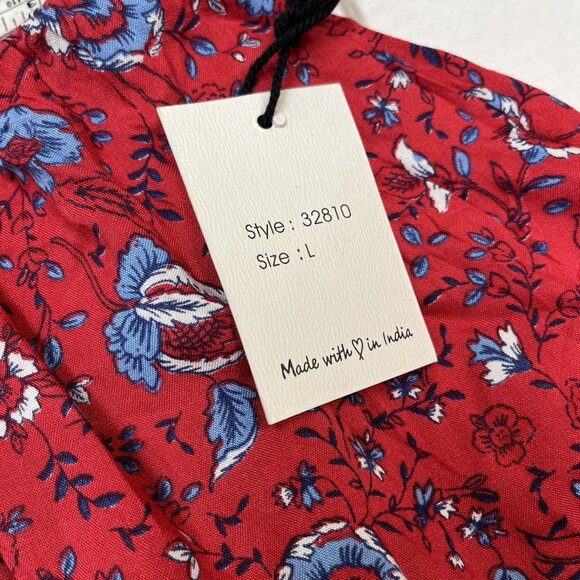 Style : 32810
Size : L
Made with ♡ in India